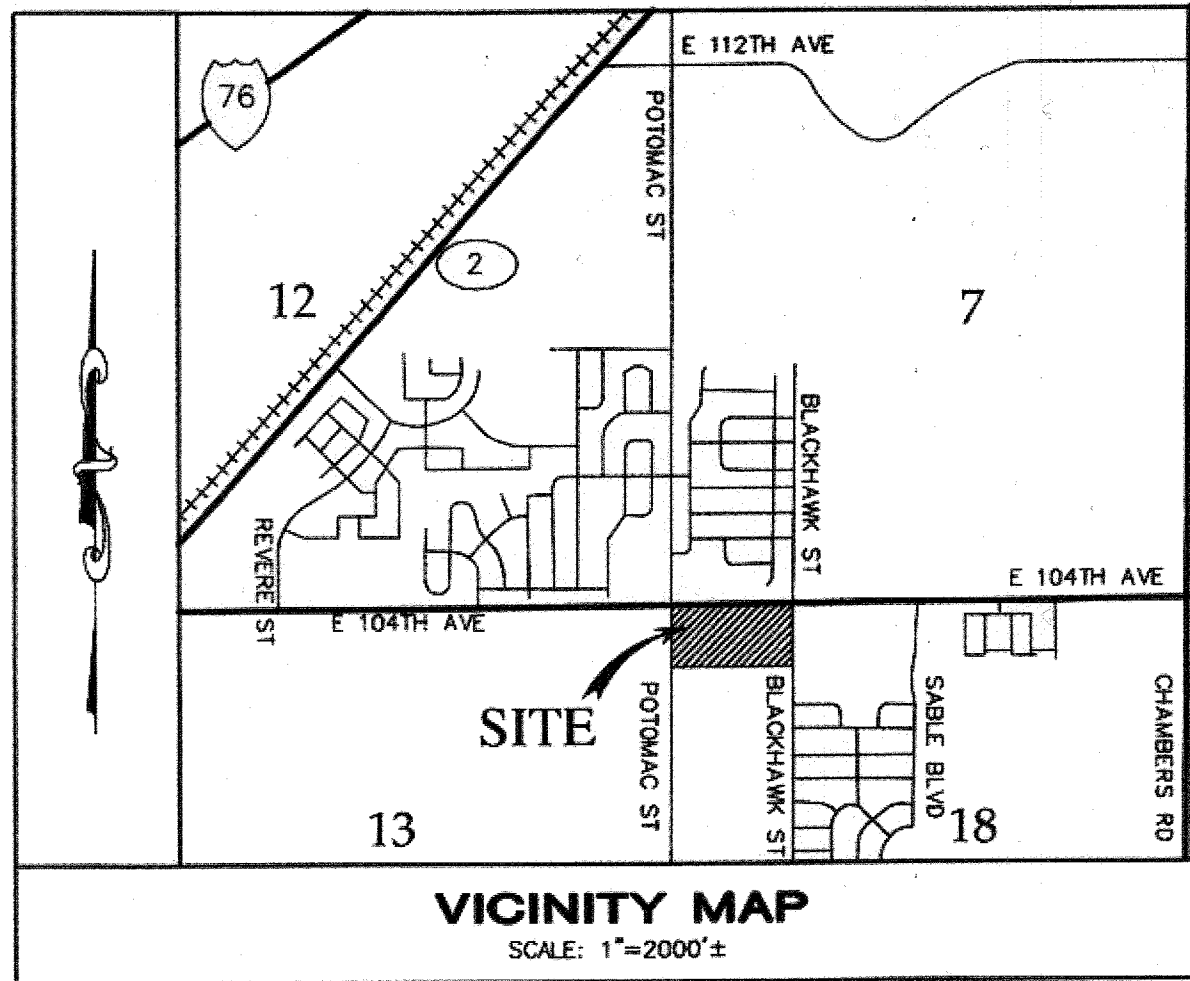 E 112TH AVE
76
POTOMAC ST
2
12
7
BLACKHAWK ST
REVERE ST
E 104TH AVE
E 104TH AVE
SITE
POTOMAC ST
BLACKHAWK ST
SABLE BLVD
CHAMBERS RD
13
18
VICINITY MAP
SCALE: 1"=2000'±